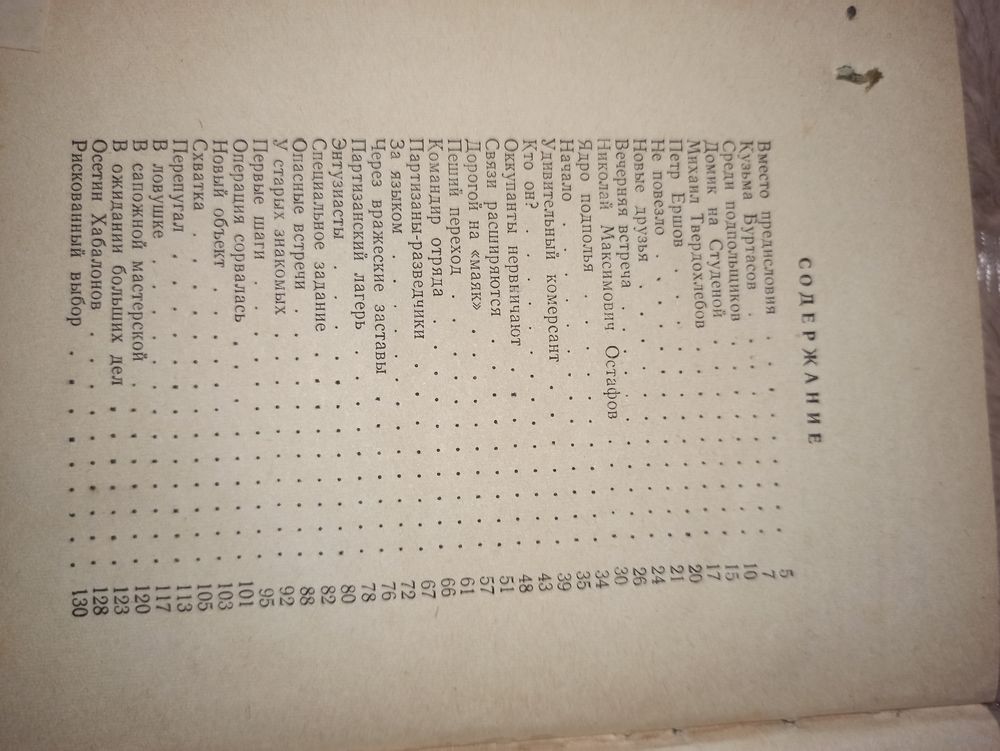 СОДЕРЖАНИЕ
Вместо предисловия . . . . . . . . 5
Кузьма Буртасов . . . . . . . . . 7
Среди подпольщиков . . . . . . . . 10
Домик на Студеной . . . . . . . . 15
Михаил Твердохлебов . . . . . . . . 17
Петр Ершов . . . . . . . . . . 20
Не повезло . . . . . . . . . . 21
Новые друзья . . . . . . . . . 24
Вечерняя встреча . . . . . . . . 26
Николай Максимович Остафов . . . . . 30
Ядро подполья . . . . . . . . . 34
Начало . . . . . . . . . . . 35
Удивительный комерсант . . . . . . . 39
Кто он? . . . . . . . . . . . 43
Оккупанты нервничают . . . . . . . 48
Связи расширяются . . . . . . . . 51
Дорогой на «маяк» . . . . . . . . 57
Пеший переход . . . . . . . . . 61
Командир отряда . . . . . . . . . 66
Партизаны-разведчики . . . . . . . 67
За языком . . . . . . . . . . 72
Через вражеские заставы . . . . . . 76
Партизанский лагерь . . . . . . . 78
Энтузиасты . . . . . . . . . . 80
Специальное задание . . . . . . . 82
Опасные встречи . . . . . . . . 88
У старых знакомых . . . . . . . . 92
Первые шаги . . . . . . . . . 95
Операция сорвалась . . . . . . . . 101
Новый объект . . . . . . . . . 103
Схватка . . . . . . . . . . . 105
Перепугал . . . . . . . . . . 113
В ловушке . . . . . . . . . . 117
В сапожной мастерской . . . . . . . 120
В ожидании больших дел . . . . . . 123
Осетин Хабалонов . . . . . . . . 128
Рискованный выбор . . . . . . . . 130